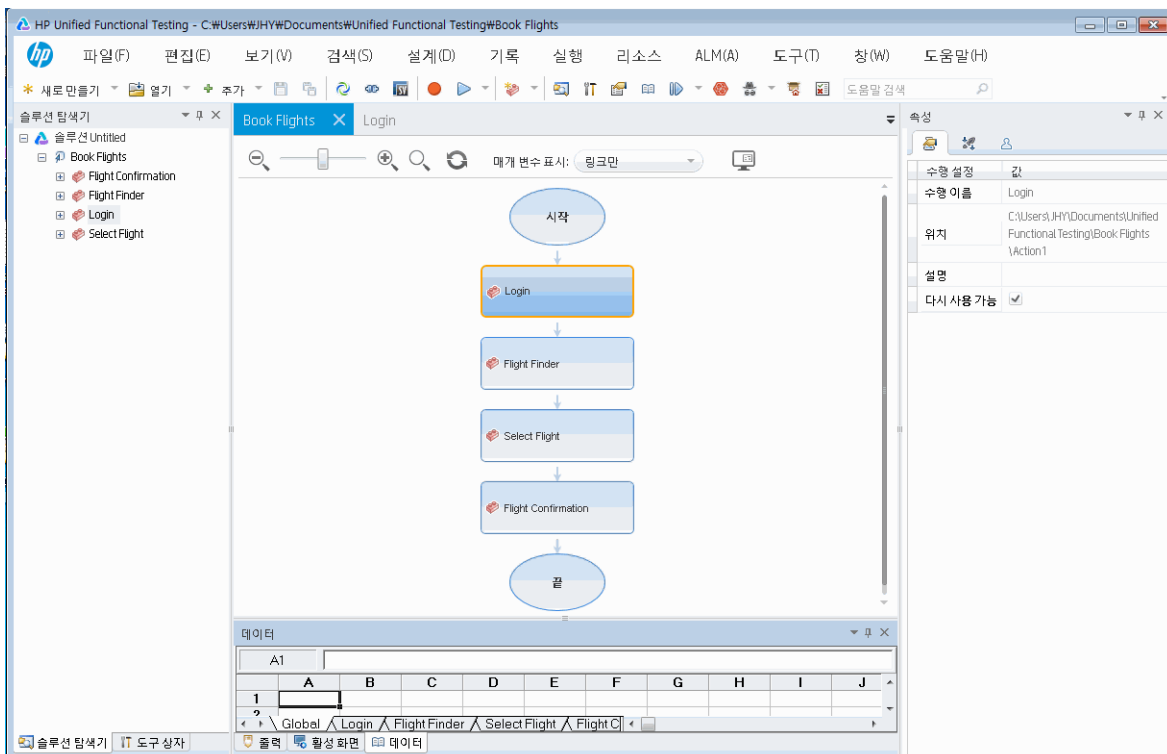 HP Unified Functional Testing - C:₩Users₩JHY₩Documents₩Unified Functional Testing₩Book Flights
hp 파일(F) 편집(E) 보기(V) 검색(S) 설계(D) 기록 실행 리소스 ALM(A) 도구(T) 창(W) 도움말(H)
새로 만들기 열기 추가 도움말 검색
솔루션 탐색기
솔루션 Untitled
Book Flights
Flight Confirmation
Flight Finder
Login
Select Flight
Book Flights Login
매개 변수 표시: 링크만
시작
Login
Flight Finder
Select Flight
Flight Confirmation
끝
속성
수행 설정 값
수행 이름 Login
위치 C:\Users\JHY\Documents\Unified
Functional Testing\Book Flights
\Action1
설명
다시 사용 가능
데이터
A1
A B C D E F G H I J
1
2
Global Login Flight Finder Select Flight Flight C
솔루션 탐색기 도구 상자 출력 활성 화면 데이터